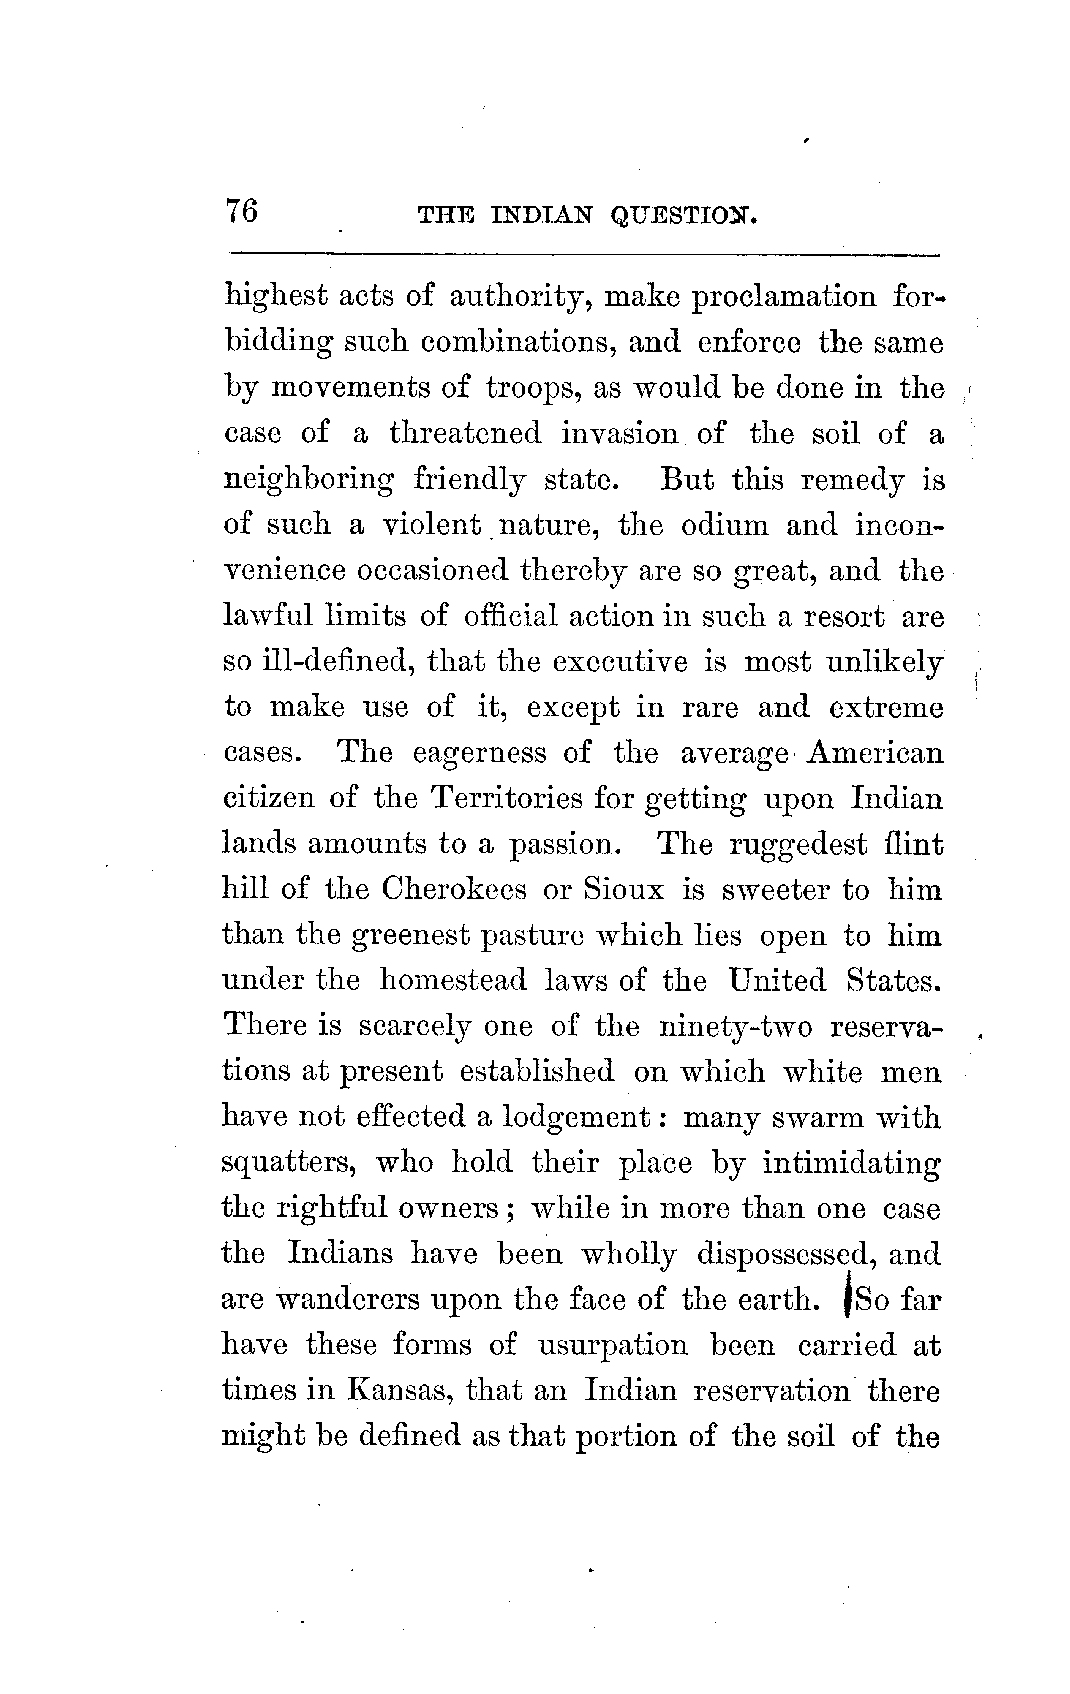 76 THE INDIAN QUESTION.
highest acts of authority, make proclamation for-
bidding such combinations, and enforce the same
by movements of troops, as would be done in the
case of a threatened invasion of the soil of a
neighboring friendly state. But this remedy is
of such a violent nature, the odium and incon-
venience occasioned thereby are so great, and the
lawful limits of official action in such a resort are
so ill-defined, that the executive is most unlikely
to make use of it, except in rare and extreme
cases. The eagerness of the average American
citizen of the Territories for getting upon Indian
lands amounts to a passion. The ruggedest flint
hill of the Cherokees or Sioux is sweeter to him
than the greenest pasture which lies open to him
under the homestead laws of the United States.
There is scarcely one of the ninety-two reserva-
tions at present established on which white men
have not effected a lodgement: many swarm with
squatters, who hold their place by intimidating
the rightful owners; while in more than one case
the Indians have been wholly dispossessed, and
are wanderers upon the face of the earth. So far
have these forms of usurpation been carried at
times in Kansas, that an Indian reservation there
might be defined as that portion of the soil of the